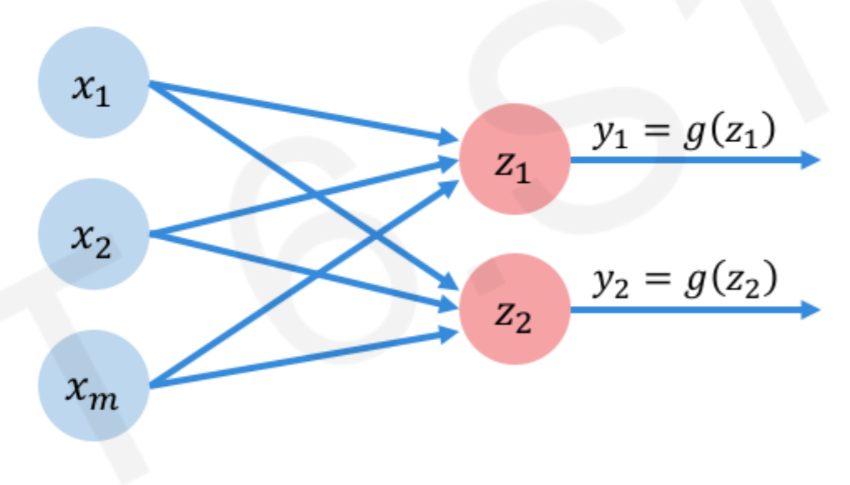 x₁
x₂
xₘ
z₁
z₂
y₁ = g(z₁)
y₂ = g(z₂)